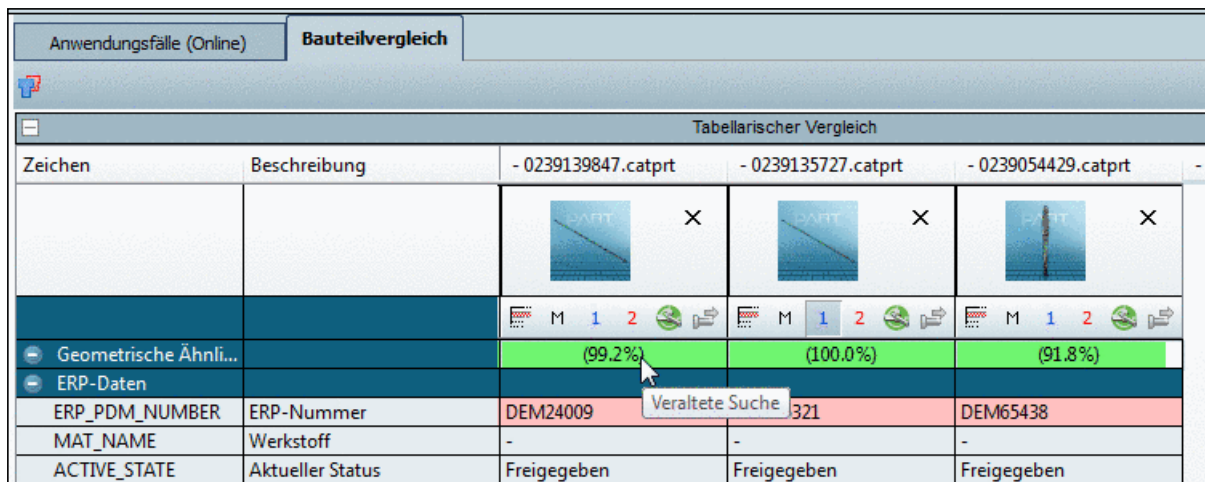 Anwendungsfälle (Online) Bauteilvergleich
Tabellarischer Vergleich
Zeichen Beschreibung - 0239139847.catprt - 0239135727.catprt - 0239054429.catprt -
M 1 2 M 1 2 M 1 2
Geometrische Ähnli... (99.2%) (100.0%) (91.8%)
ERP-Daten
Veraltete Suche
ERP_PDM_NUMBER ERP-Nummer DEM24009 321 DEM65438
MAT_NAME Werkstoff - - -
ACTIVE_STATE Aktueller Status Freigegeben Freigegeben Freigegeben